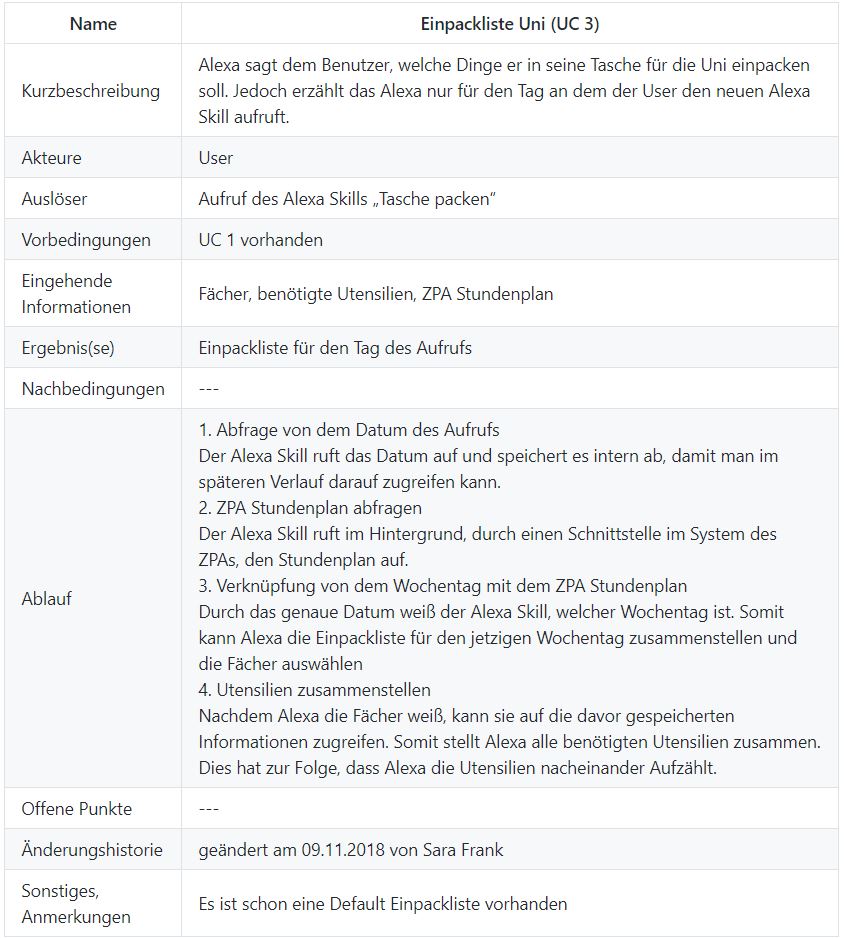 Name
Einpackliste Uni (UC 3)
Kurzbeschreibung
Alexa sagt dem Benutzer, welche Dinge er in seine Tasche für die Uni einpacken
soll. Jedoch erzählt das Alexa nur für den Tag an dem der User den neuen Alexa
Skill aufruft.
Akteure
User
Auslöser
Aufruf des Alexa Skills „Tasche packen“
Vorbedingungen
UC 1 vorhanden
Eingehende
Informationen
Fächer, benötigte Utensilien, ZPA Stundenplan
Ergebnis(se)
Einpackliste für den Tag des Aufrufs
Nachbedingungen
---
Ablauf
1. Abfrage von dem Datum des Aufrufs
Der Alexa Skill ruft das Datum auf und speichert es intern ab, damit man im
späteren Verlauf darauf zugreifen kann.
2. ZPA Stundenplan abfragen
Der Alexa Skill ruft im Hintergrund, durch einen Schnittstelle im System des
ZPAs, den Stundenplan auf.
3. Verknüpfung von dem Wochentag mit dem ZPA Stundenplan
Durch das genaue Datum weiß der Alexa Skill, welcher Wochentag ist. Somit
kann Alexa die Einpackliste für den jetzigen Wochentag zusammenstellen und
die Fächer auswählen
4. Utensilien zusammenstellen
Nachdem Alexa die Fächer weiß, kann sie auf die davor gespeicherten
Informationen zugreifen. Somit stellt Alexa alle benötigten Utensilien zusammen.
Dies hat zur Folge, dass Alexa die Utensilien nacheinander Aufzählt.
Offene Punkte
---
Änderungshistorie
geändert am 09.11.2018 von Sara Frank
Sonstiges,
Anmerkungen
Es ist schon eine Default Einpackliste vorhanden